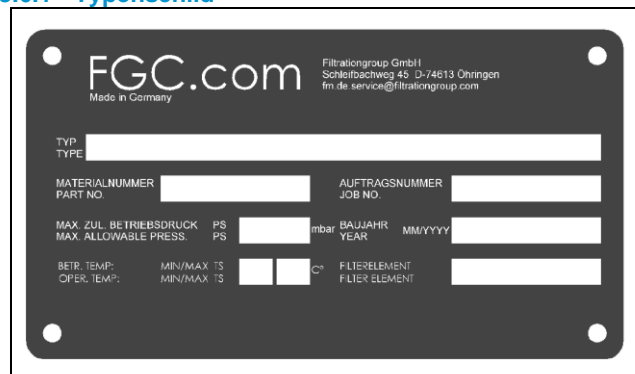 FGC.com
Made in Germany
Filtrationgroup GmbH
Schleifbachweg 45 D-74613 Öhringen
fm.de.service@filtrationgroup.com
TYP
TYPE
MATERIALNUMMER
PART NO.
AUFTRAGSNUMMER
JOB NO.
MAX. ZUL. BETRIEBSDRUCK PS
MAX. ALLOWABLE PRESS. PS
mbar
BAUJAHR
YEAR
MM/YYYY
BETR. TEMP: MIN/MAX TS
OPER. TEMP: MIN/MAX TS
C°
FILTERELEMENT
FILTER ELEMENT